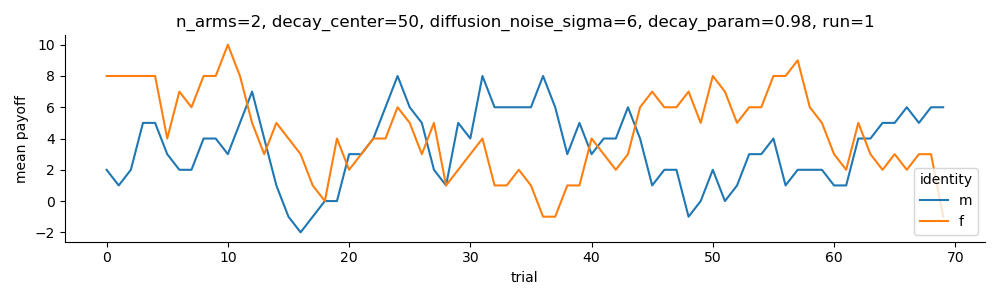 n_arms=2, decay_center=50, diffusion_noise_sigma=6, decay_param=0.98, run=1
mean payoff
10
8
6
4
2
0
−2
0 10 20 30 40 50 60 70
trial
identity
m
f